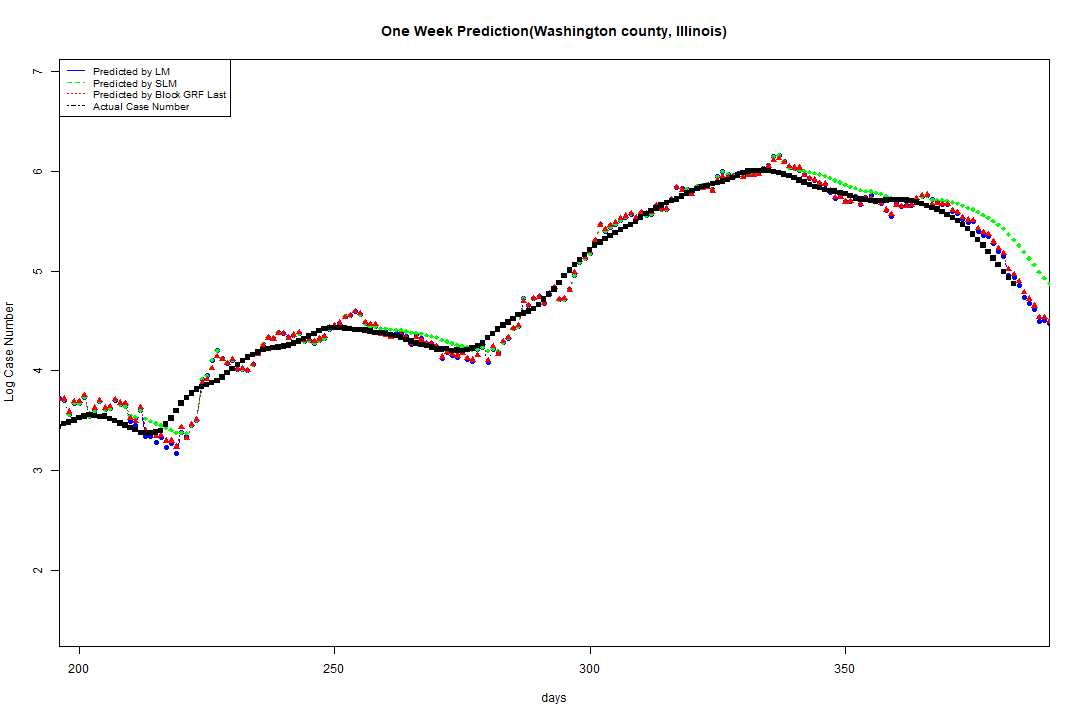 One Week Prediction(Washington county, Illinois)
Predicted by LM
Predicted by SLM
Predicted by Block GRF Last
Actual Case Number
7
6
5
4
3
2
Log Case Number
200 250 300 350
days